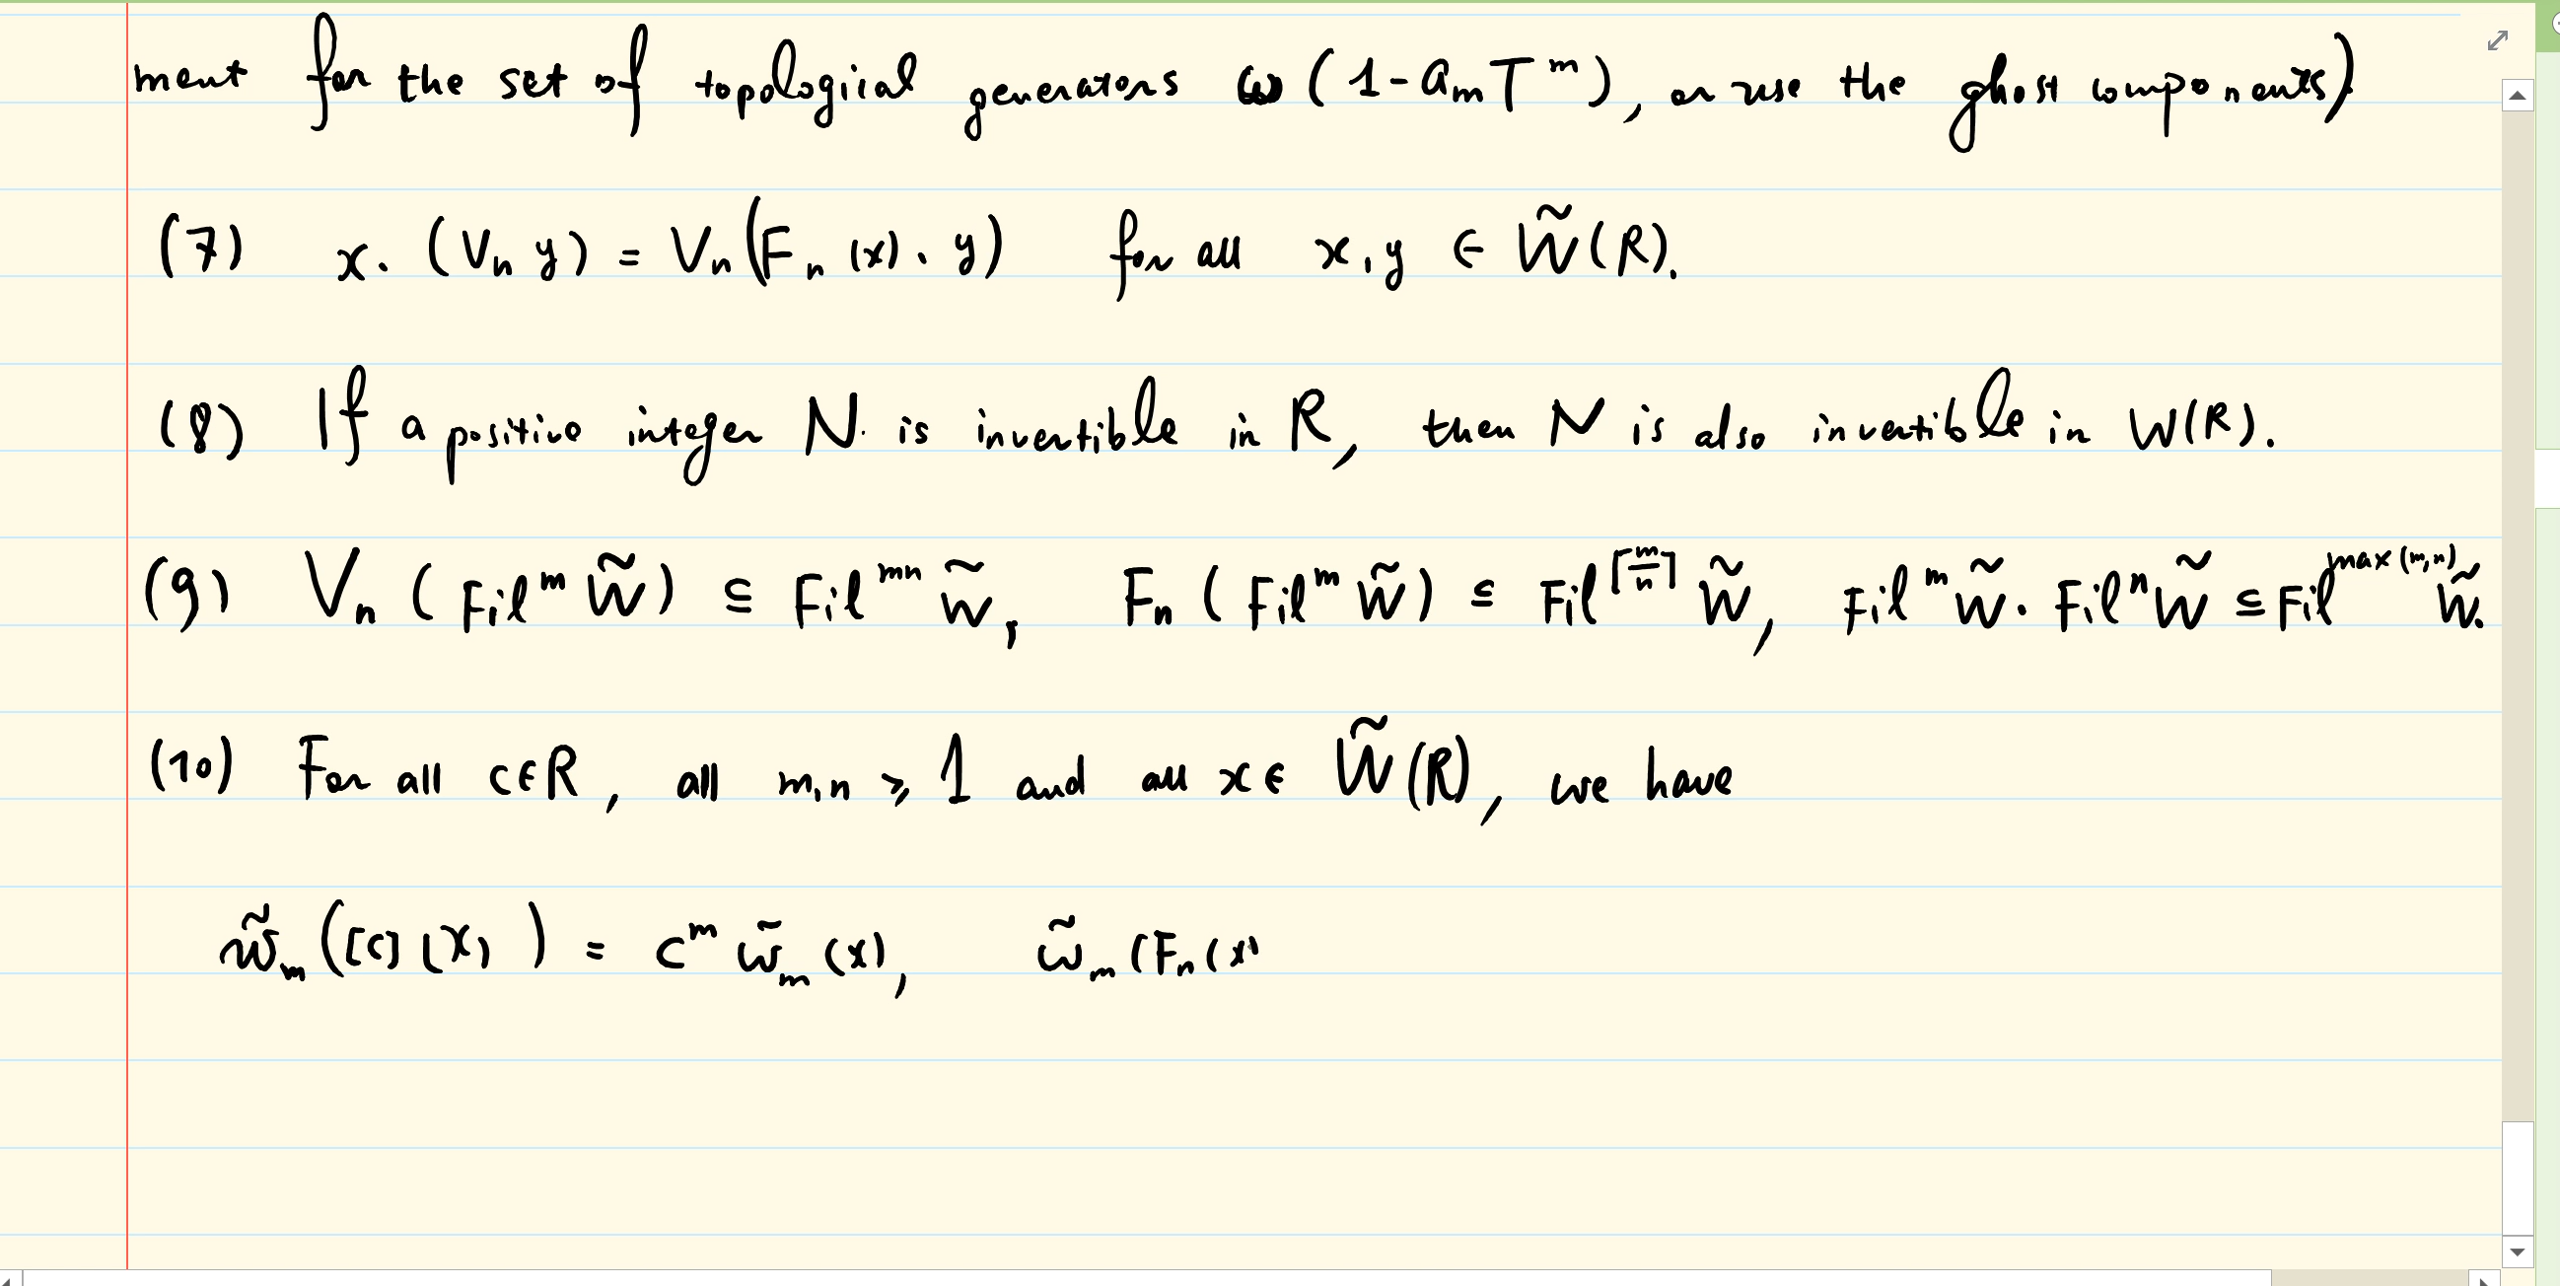 ment for the set of topological generators ω(1-a_m T^m), or use the ghost components)
(7) x·(V_n y) = V_n(F_n(x)·y) for all x,y ∈ W̃(R).
(8) If a positive integer N is invertible in R, then N is also invertible in W(R).
(9) V_n(Fil^m W̃) ⊆ Fil^{mn} W̃, F_n(Fil^m W̃) ⊆ Fil^{⌈m/n⌉} W̃, Fil^m W̃ · Fil^n W̃ ⊆ Fil^{max(m,n)} W̃.
(10) For all c∈R, all m,n ≥ 1 and all x∈ W̃(R), we have
w̃_m([c](x)) = c^m w̃_m(x), w̃_m(F_n(x)